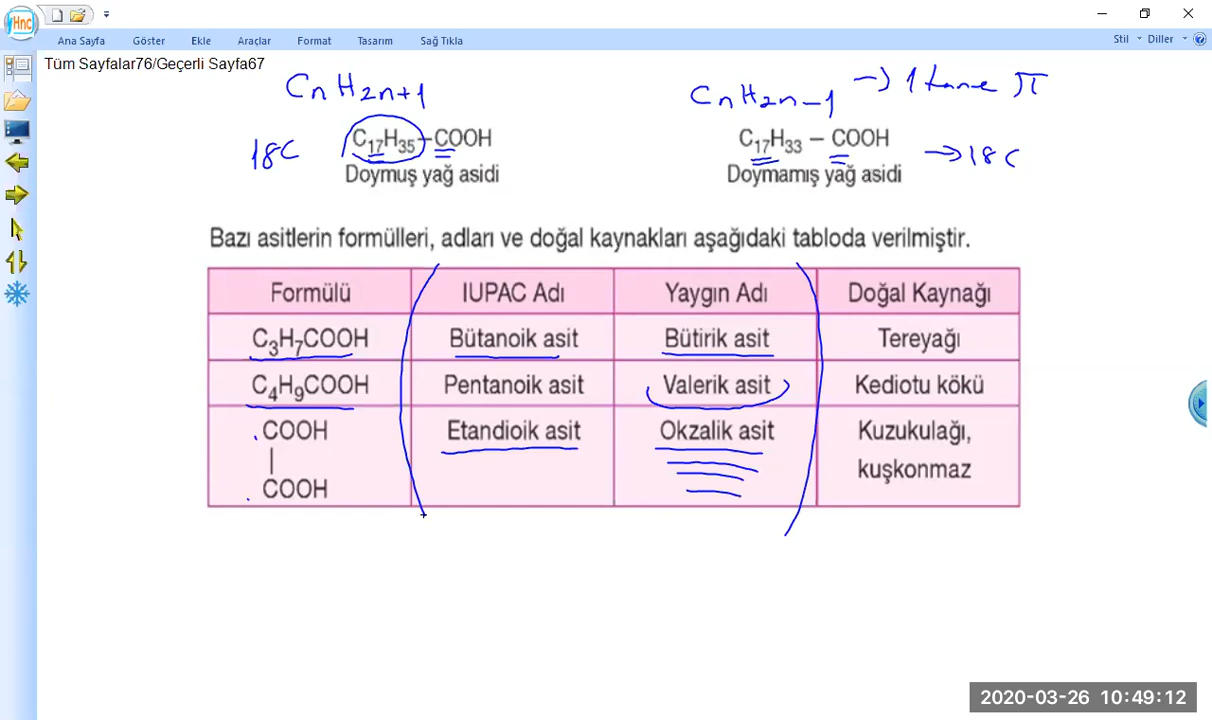 Hnc
Ana Sayfa Göster Ekle Araçlar Format Tasarım Sağ Tıkla Stil Diller
Tüm Sayfalar76/Geçerli Sayfa67
CnH2n+1
CnH2n-1 → 1 tane π
18C C17H35-COOH
Doymuş yağ asidi
C17H33 – COOH → 18 C
Doymamış yağ asidi
Bazı asitlerin formülleri, adları ve doğal kaynakları aşağıdaki tabloda verilmiştir.
Formülü IUPAC Adı Yaygın Adı Doğal Kaynağı
C3H7COOH Bütanoik asit Bütirik asit Tereyağı
C4H9COOH Pentanoik asit Valerik asit Kediotu kökü
COOH Etandioik asit Okzalik asit Kuzukulağı,
COOH kuşkonmaz
2020-03-26 10:49:12